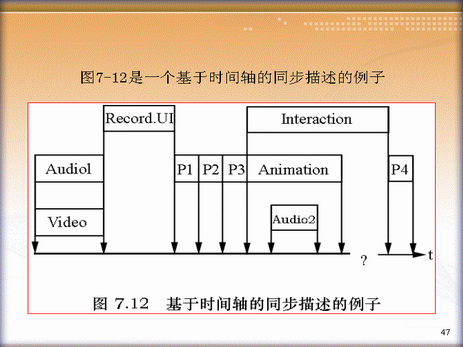 图7-12是一个基于时间轴的同步描述的例子
Record.UI Interaction
Audiol P1 P2 P3 Animation P4
Video Audio2
? t
图 7.12 基于时间轴的同步描述的例子
47